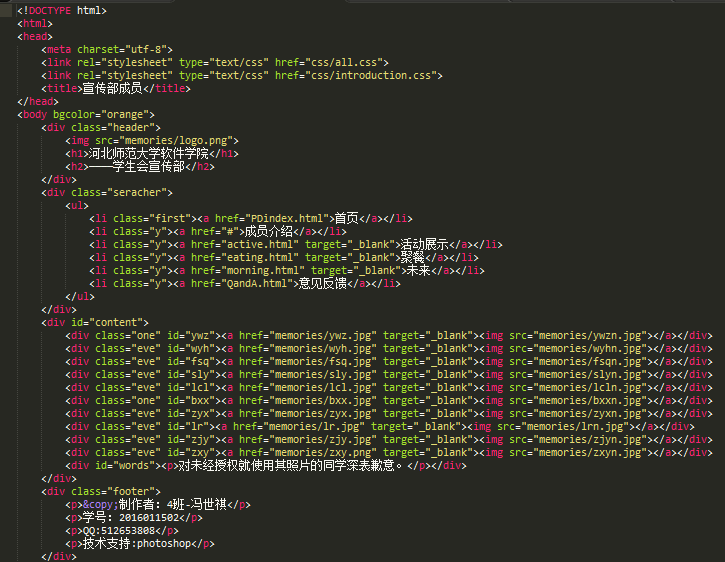 <!DOCTYPE html>
<html>
<head>
    <meta charset="utf-8">
    <link rel="stylesheet" type="text/css" href="css/all.css">
    <link rel="stylesheet" type="text/css" href="css/introduction.css">
    <title>宣传部成员</title>
</head>
<body bgcolor="orange">
    <div class="header">
        <img src="memories/logo.png">
        <h1>河北师范大学软件学院</h1>
        <h2>——学生会宣传部</h2>
    </div>
    <div class="seracher">
        <ul>
            <li class="first"><a href="PDindex.html">首页</a></li>
            <li class="y"><a href="#">成员介绍</a></li>
            <li class="y"><a href="active.html" target="_blank">活动展示</a></li>
            <li class="y"><a href="eating.html" target="_blank">聚餐</a></li>
            <li class="y"><a href="morning.html" target="_blank">未来</a></li>
            <li class="y"><a href="QandA.html">意见反馈</a></li>
        </ul>
    </div>
    <div id="content">
        <div class="one" id="ywz"><a href="memories/ywz.jpg" target="_blank"><img src="memories/ywzn.jpg"></a></div>
        <div class="eve" id="wyh"><a href="memories/wyh.jpg" target="_blank"><img src="memories/wyhn.jpg"></a></div>
        <div class="eve" id="fsq"><a href="memories/fsq.jpg" target="_blank"><img src="memories/fsqn.jpg"></a></div>
        <div class="eve" id="sly"><a href="memories/sly.jpg" target="_blank"><img src="memories/slyn.jpg"></a></div>
        <div class="eve" id="lcl"><a href="memories/lcl.jpg" target="_blank"><img src="memories/lcln.jpg"></a></div>
        <div class="one" id="bxx"><a href="memories/bxx.jpg" target="_blank"><img src="memories/bxxn.jpg"></a></div>
        <div class="eve" id="zyx"><a href="memories/zyx.jpg" target="_blank"><img src="memories/zyxn.jpg"></a></div>
        <div class="eve" id="lr"><a href="memories/lr.jpg" target="_blank"><img src="memories/lrn.jpg"></a></div>
        <div class="eve" id="zjy"><a href="memories/zjy.jpg" target="_blank"><img src="memories/zjyn.jpg"></a></div>
        <div class="eve" id="zxy"><a href="memories/zxy.png" target="_blank"><img src="memories/zxyn.jpg"></a></div>
        <div id="words"><p>对未经授权就使用其照片的同学深表歉意。</p></div>
    </div>
    <div class="footer">
        <p>&copy;制作者：4班-冯世祺</p>
        <p>学号：2016011502</p>
        <p>QQ:512653808</p>
        <p>技术支持:photoshop</p>
    </div>